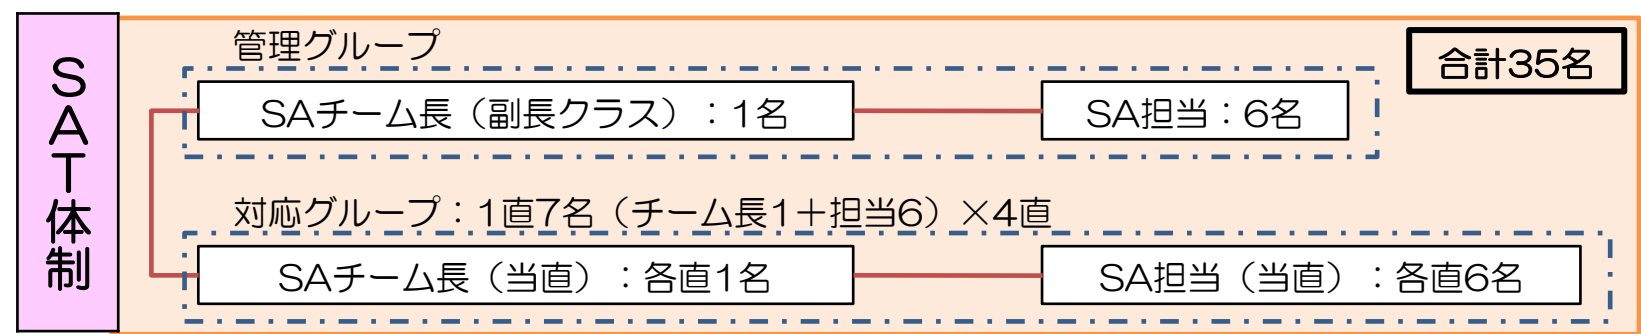 SAT体制
管理グループ
合計35名
SAチーム長（副長クラス）：1名
SA担当：6名
対応グループ：1直7名（チーム長1＋担当6）×4直
SAチーム長（当直）：各直1名
SA担当（当直）：各直6名